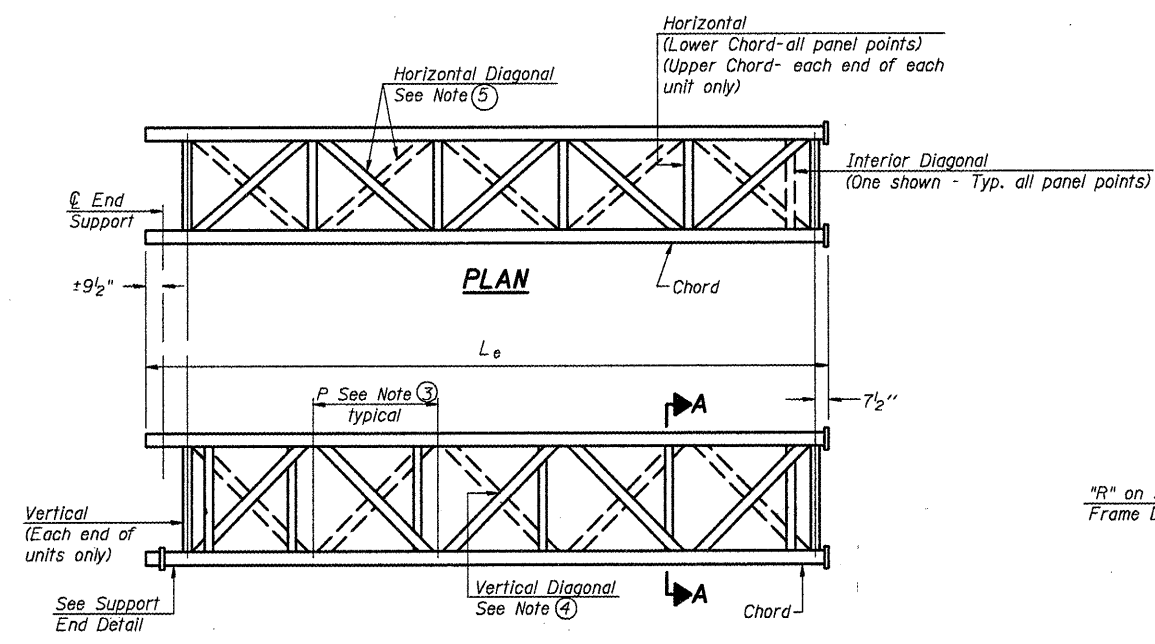 Horizontal
(Lower Chord-all panel points)
(Upper Chord- each end of each
unit only)
Horizontal Diagonal
See Note ⑤
Interior Diagonal
(One shown - Typ. all panel points)
℄ End
Support
±9½"
PLAN
Chord
Le
P See Note ③
typical
A
7½"
"R" on
Frame
Vertical
(Each end of
units only)
Vertical Diagonal
See Note ④
A
Chord
See Support
End Detail